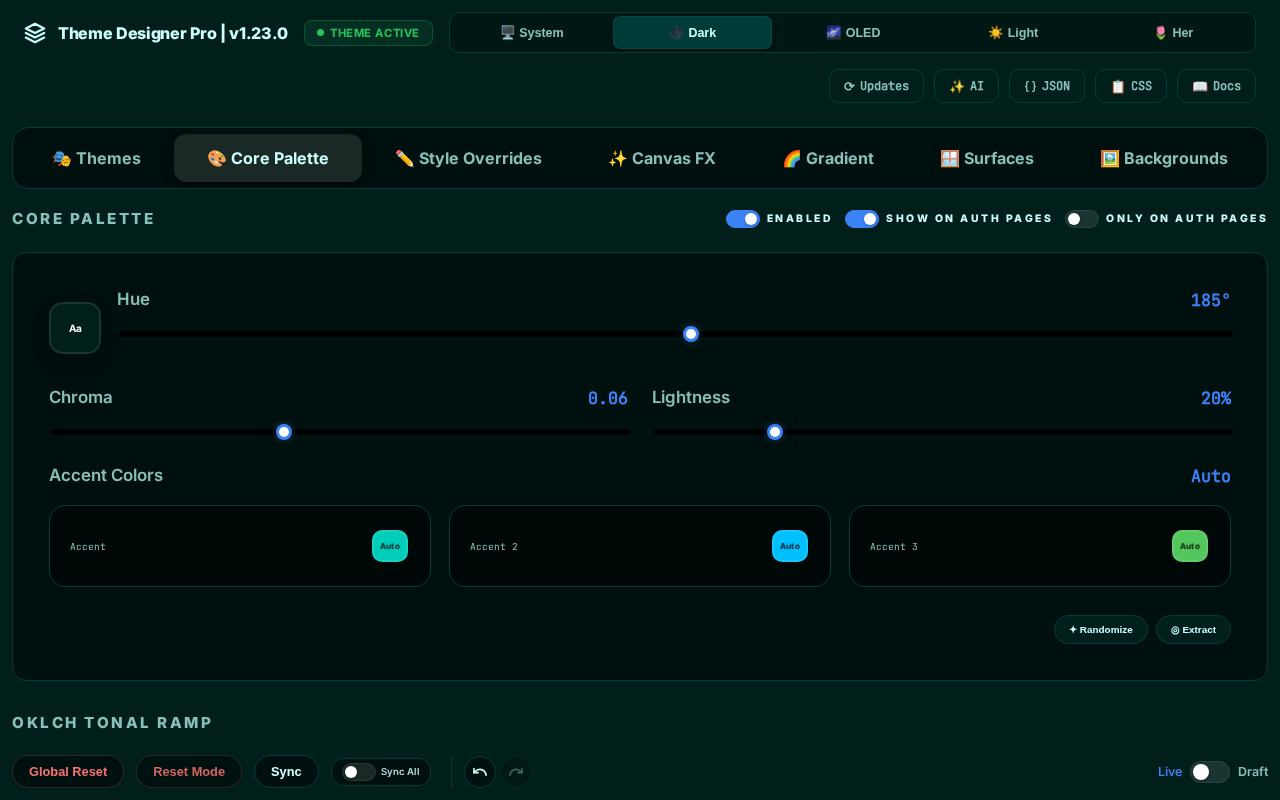 Theme Designer Pro | v1.23.0
THEME ACTIVE
System
Dark
OLED
Light
Her
Updates
AI
{} JSON
CSS
Docs
Themes
Core Palette
Style Overrides
Canvas FX
Gradient
Surfaces
Backgrounds
CORE PALETTE
ENABLED
SHOW ON AUTH PAGES
ONLY ON AUTH PAGES
Aa
Hue
185°
Chroma
0.06
Lightness
20%
Accent Colors
Auto
Accent
Auto
Accent 2
Auto
Accent 3
Auto
Randomize
Extract
OKLCH TONAL RAMP
Global Reset
Reset Mode
Sync
Sync All
Live
Draft